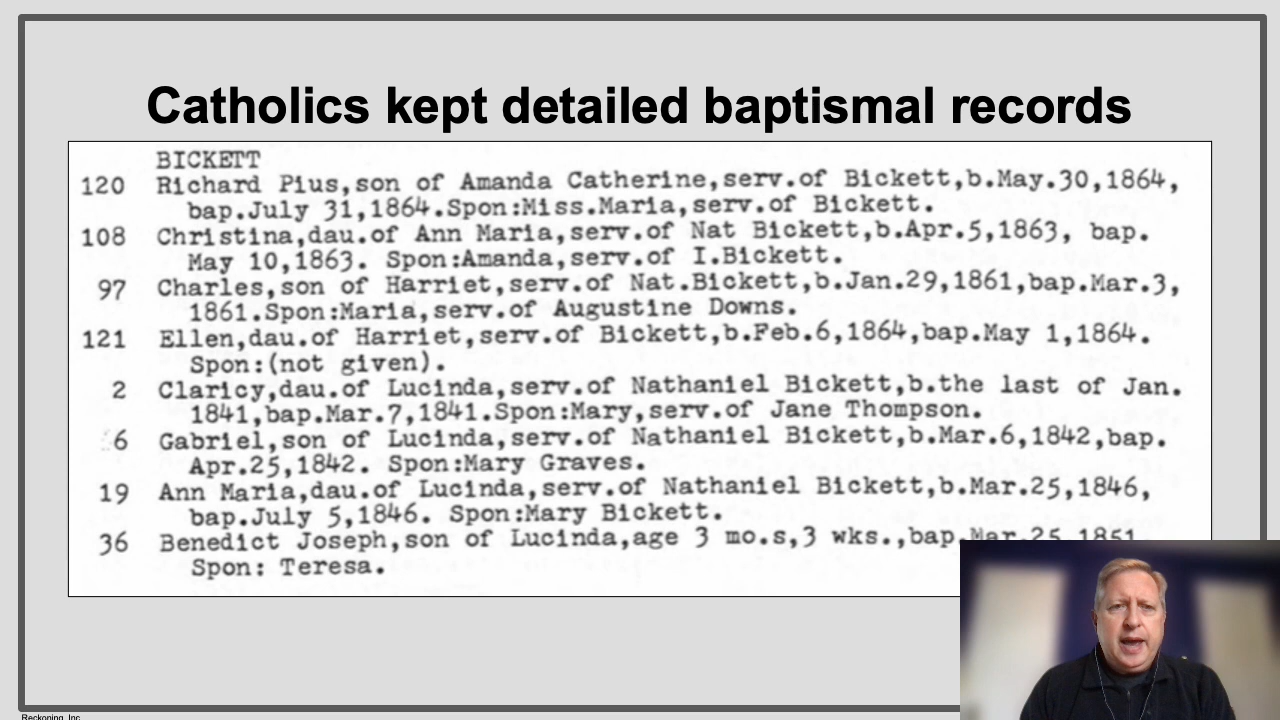 Catholics kept detailed baptismal records
BICKETT
120 Richard Pius,son of Amanda Catherine,serv.of Bickett,b.May.30,1864,
bap.July 31,1864.Spon:Miss.Maria,serv.of Bickett.
108 Christina,dau.of Ann Maria,serv.of Nat Bickett,b.Apr.5,1863, bap.
May 10,1863. Spon:Amanda,serv.of I.Bickett.
97 Charles,son of Harriet,serv.of Nat.Bickett,b.Jan.29,1861,bap.Mar.3,
1861.Spon:Maria,serv.of Augustine Downs.
121 Ellen,dau.of Harriet,serv.of Bickett,b.Feb.6,1864,bap.May 1,1864.
Spon:(not given).
2 Claricy,dau.of Lucinda,serv.of Nathaniel Bickett,b.the last of Jan.
1841,bap.Mar.7,1841.Spon:Mary,serv.of Jane Thompson.
6 Gabriel,son of Lucinda,serv.of Nathaniel Bickett,b.Mar.6,1842,bap.
Apr.25,1842. Spon:Mary Graves.
19 Ann Maria,dau.of Lucinda,serv.of Nathaniel Bickett,b.Mar.25,1846,
bap.July 5,1846. Spon:Mary Bickett.
36 Benedict Joseph,son of Lucinda,age 3 mo.s,3 wks.,bap.Mar.25,1851
Spon: Teresa.
Reckoning, Inc.